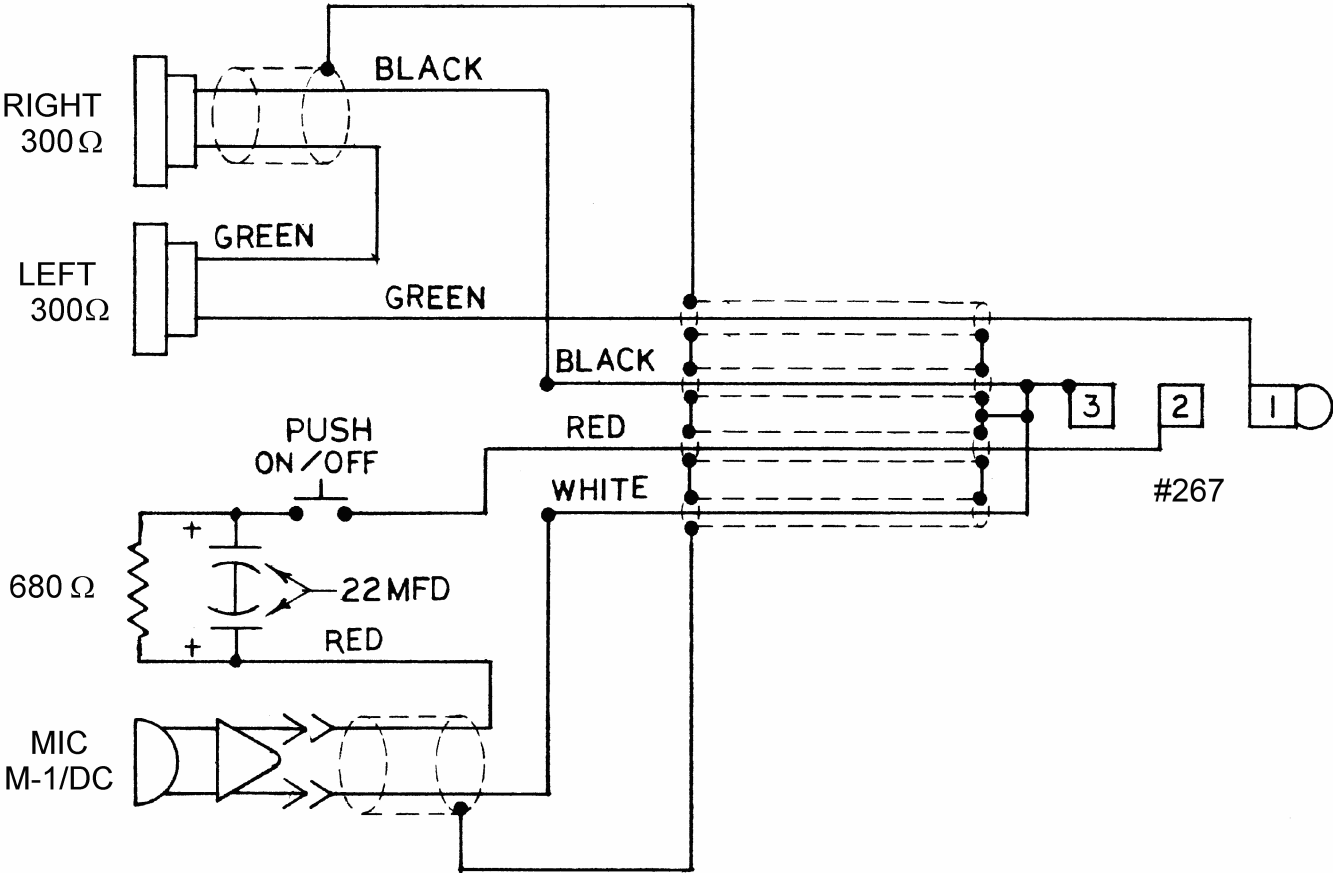 BLACK
RIGHT
300Ω
GREEN
LEFT
300Ω
GREEN
BLACK
3
2
1
PUSH
ON/OFF
RED
WHITE
#267
+
680 Ω
22 MFD
+
RED
MIC
M-1/DC